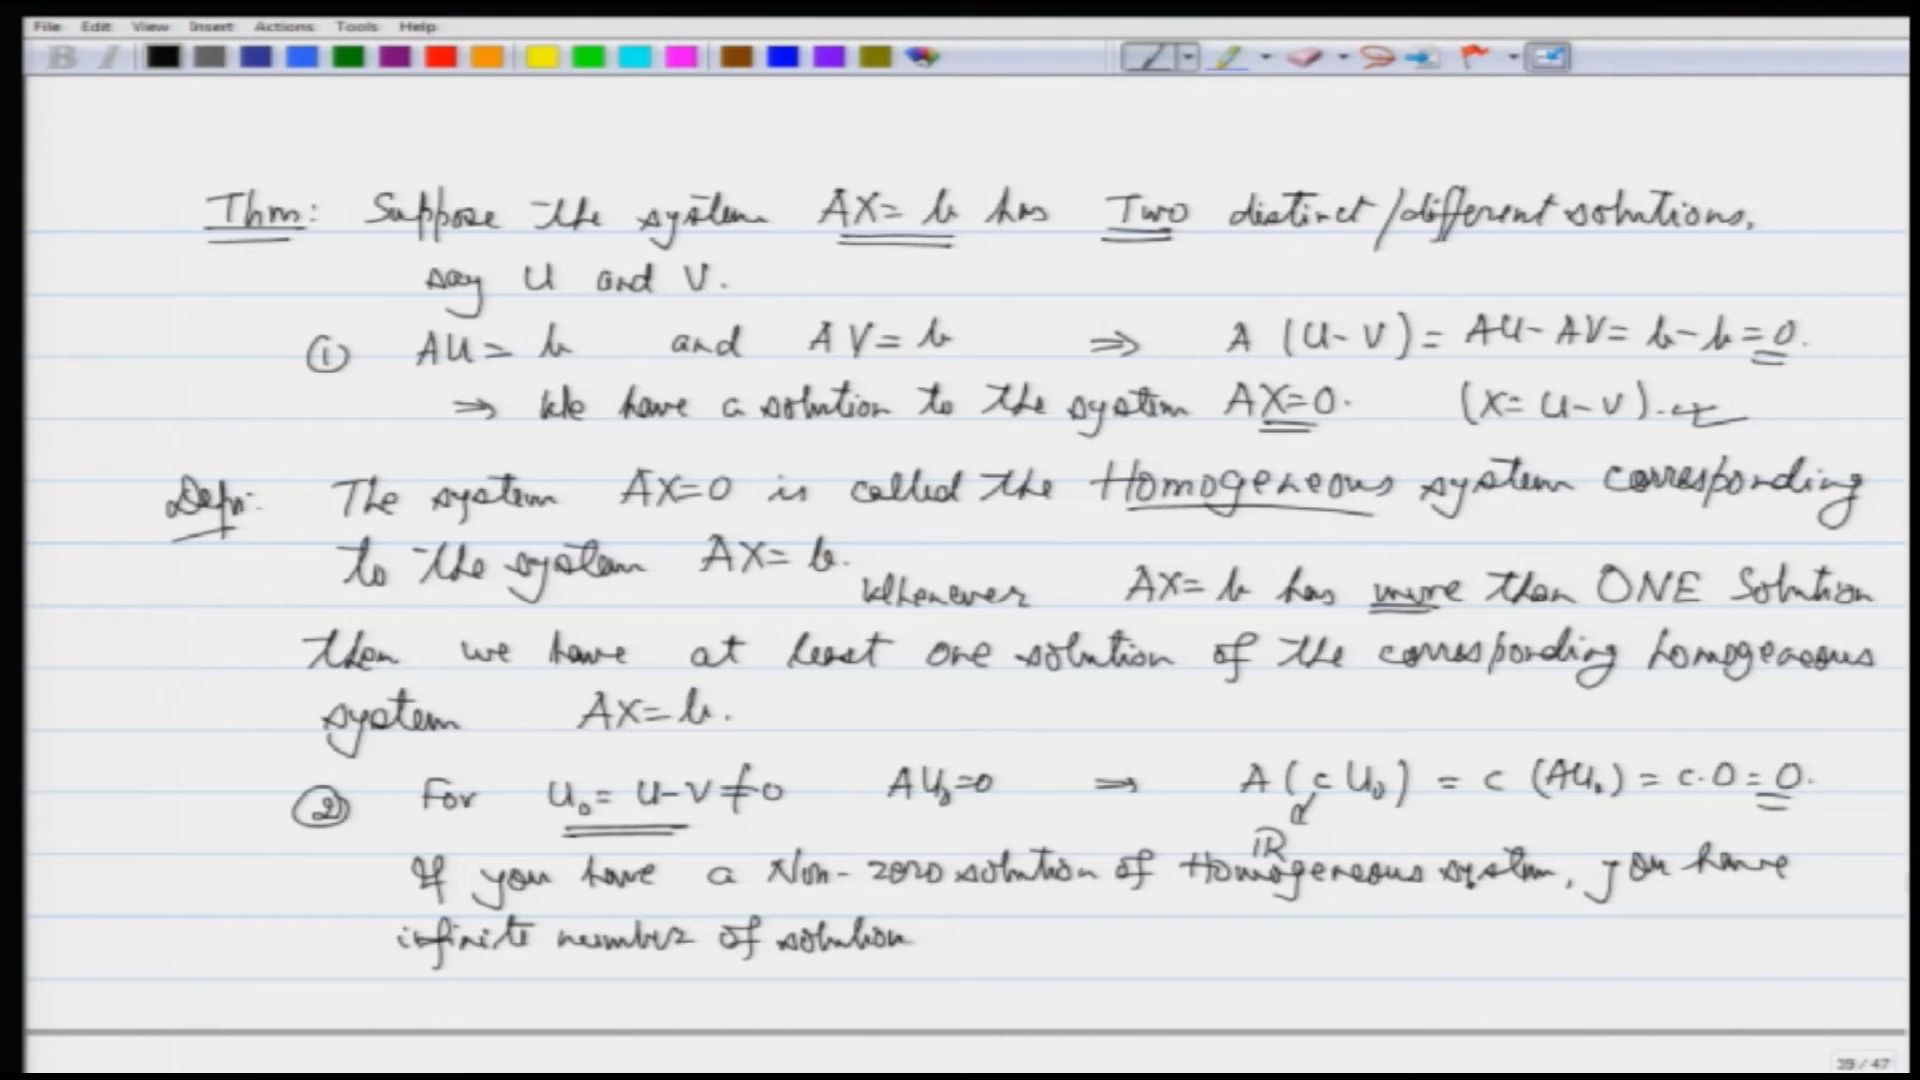 File Edit View Insert Actions Tools Help
B I
Thm: Suppose the system AX = b has Two distinct/different solutions,
say U and V.
① AU = b and AV = b ⇒ A (U-V) = AU - AV = b - b = 0.
⇒ We have a solution to the system AX=0. (X= U-V).
Defn: The system AX=0 is called the Homogeneous system corresponding
to the system AX= b.
Whenever AX= b has more than ONE Solution
then we have at least one solution of the corresponding homogeneous
system AX=b.
② For U₀= U-V≠0 AU₀=0 ⇒ A(cU₀) = c (AU₀) = c.0 = 0.
IR
If you have a Non-zero solution of Homogeneous system, you have
infinite number of solution
39 / 47